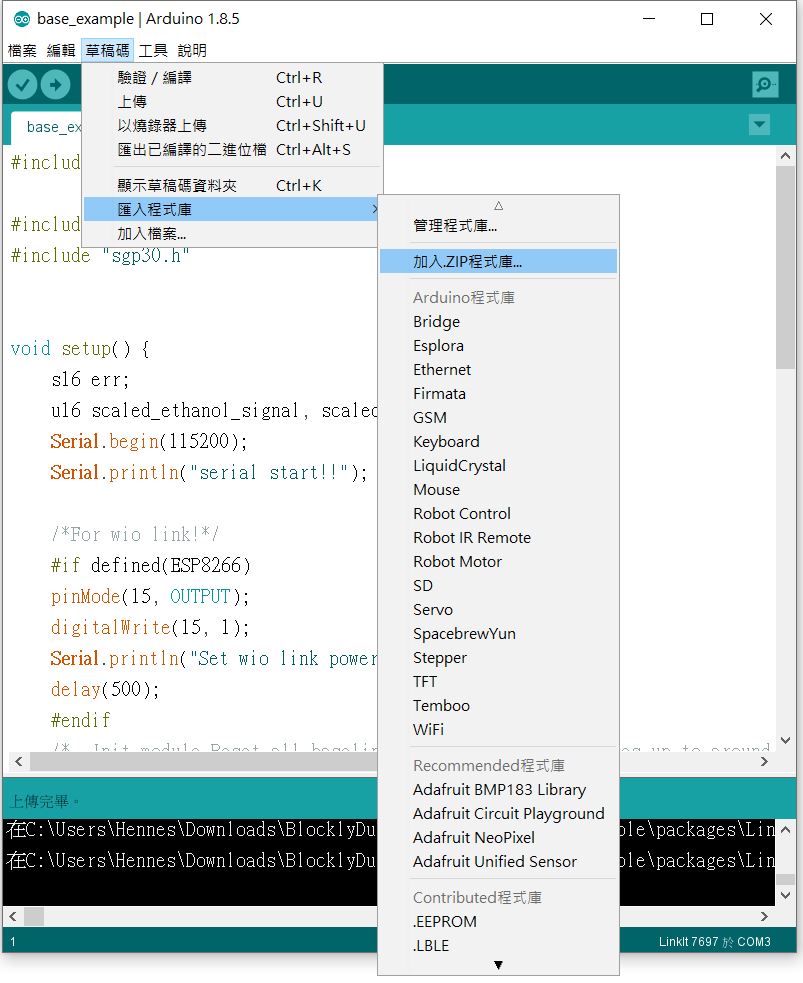 base_example | Arduino 1.8.5
檔案 編輯 草稿碼 工具 說明
驗證 / 編譯 Ctrl+R
上傳 Ctrl+U
以燒錄器上傳 Ctrl+Shift+U
匯出已編譯的二進位檔 Ctrl+Alt+S
顯示草稿碼資料夾 Ctrl+K
匯入程式庫
加入檔案...
管理程式庫...
加入.ZIP程式庫...
Arduino程式庫
Bridge
Esplora
Ethernet
Firmata
GSM
Keyboard
LiquidCrystal
Mouse
Robot Control
Robot IR Remote
Robot Motor
SD
Servo
SpacebrewYun
Stepper
TFT
Temboo
WiFi
Recommended程式庫
Adafruit BMP183 Library
Adafruit Circuit Playground
Adafruit NeoPixel
Adafruit Unified Sensor
Contributed程式庫
.EEPROM
.LBLE
base_ex
#includ
#includ
#include "sgp30.h"
void setup() {
s16 err;
u16 scaled_ethanol_signal, scaled
Serial.begin(115200);
Serial.println("serial start!!");
/*For wio link!*/
#if defined(ESP8266)
pinMode(15, OUTPUT);
digitalWrite(15, 1);
Serial.println("Set wio link power
delay(500);
#endif
上傳完畢。
在C:\Users\Hennes\Downloads\BlocklyDu ble\packages\Lin
在C:\Users\Hennes\Downloads\BlocklyDu ble\packages\Lin
1 LinkIt 7697 於 COM3